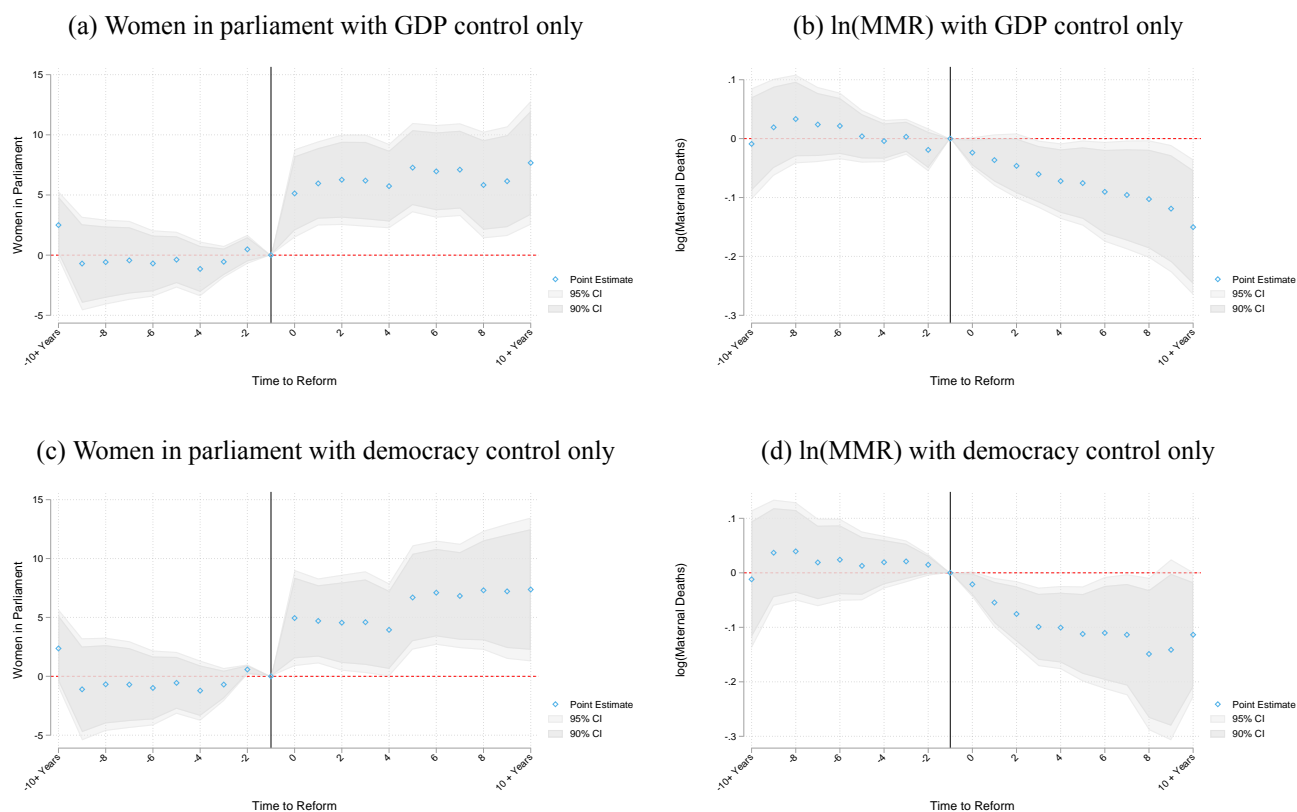 (a) Women in parliament with GDP control only
Women in Parliament
15
10
5
0
-5
-10+ Years
-8
-6
-4
-2
0
2
4
6
8
10 + Years
Time to Reform
Point Estimate
95% CI
90% CI
(b) ln(MMR) with GDP control only
log(Maternal Deaths)
.1
0
-.1
-.2
-.3
-10+ Years
-8
-6
-4
-2
0
2
4
6
8
10 + Years
Time to Reform
Point Estimate
95% CI
90% CI
(c) Women in parliament with democracy control only
Women in Parliament
15
10
5
0
-5
-10+ Years
-8
-6
-4
-2
0
2
4
6
8
10 + Years
Time to Reform
Point Estimate
95% CI
90% CI
(d) ln(MMR) with democracy control only
log(Maternal Deaths)
.1
0
-.1
-.2
-.3
-10+ Years
-8
-6
-4
-2
0
2
4
6
8
10 + Years
Time to Reform
Point Estimate
95% CI
90% CI